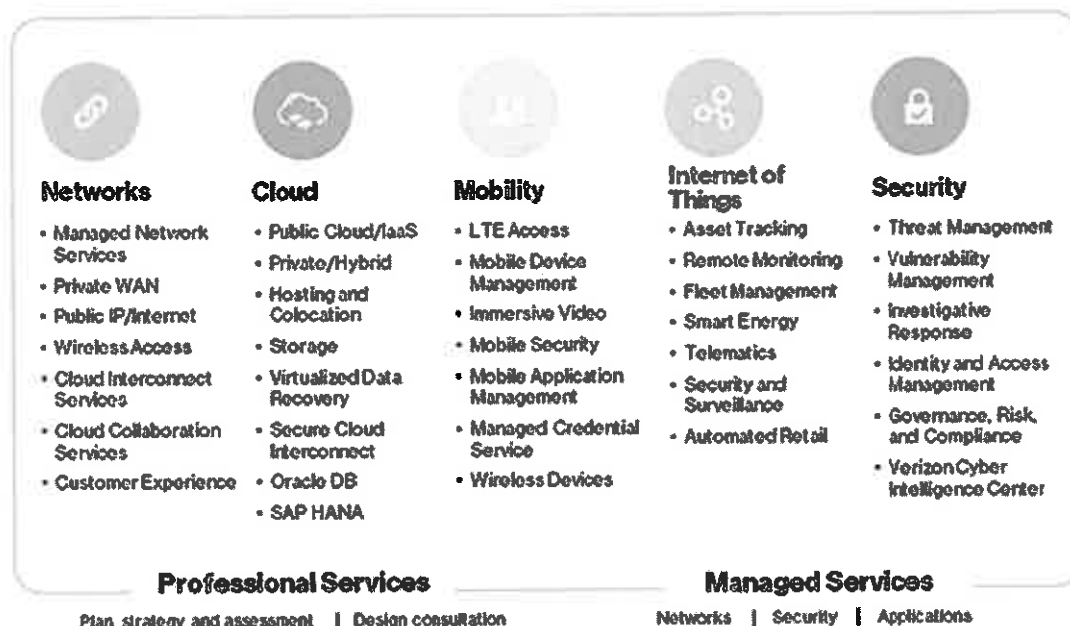 Networks
• Managed Network
Services
• Private WAN
• Public IP/Internet
• Wireless Access
• Cloud Interconnect
Services
• Cloud Collaboration
Services
• Customer Experience
Cloud
• Public Cloud/IaaS
• Private/Hybrid
• Hosting and
Colocation
• Storage
• Virtualized Data
Recovery
• Secure Cloud
Interconnect
• Oracle DB
• SAP HANA
Mobility
• LTE Access
• Mobile Device
Management
• Immersive Video
• Mobile Security
• Mobile Application
Management
• Managed Credential
Service
• Wireless Devices
Internet of
Things
• Asset Tracking
• Remote Monitoring
• Fleet Management
• Smart Energy
• Telematics
• Security and
Surveillance
• Automated Retail
Security
• Threat Management
• Vulnerability
Management
• Investigative
Response
• Identity and Access
Management
• Governance, Risk,
and Compliance
• Verizon Cyber
Intelligence Center
Professional Services
Plan, strategy and assessment | Design consultation
Managed Services
Networks | Security | Applications